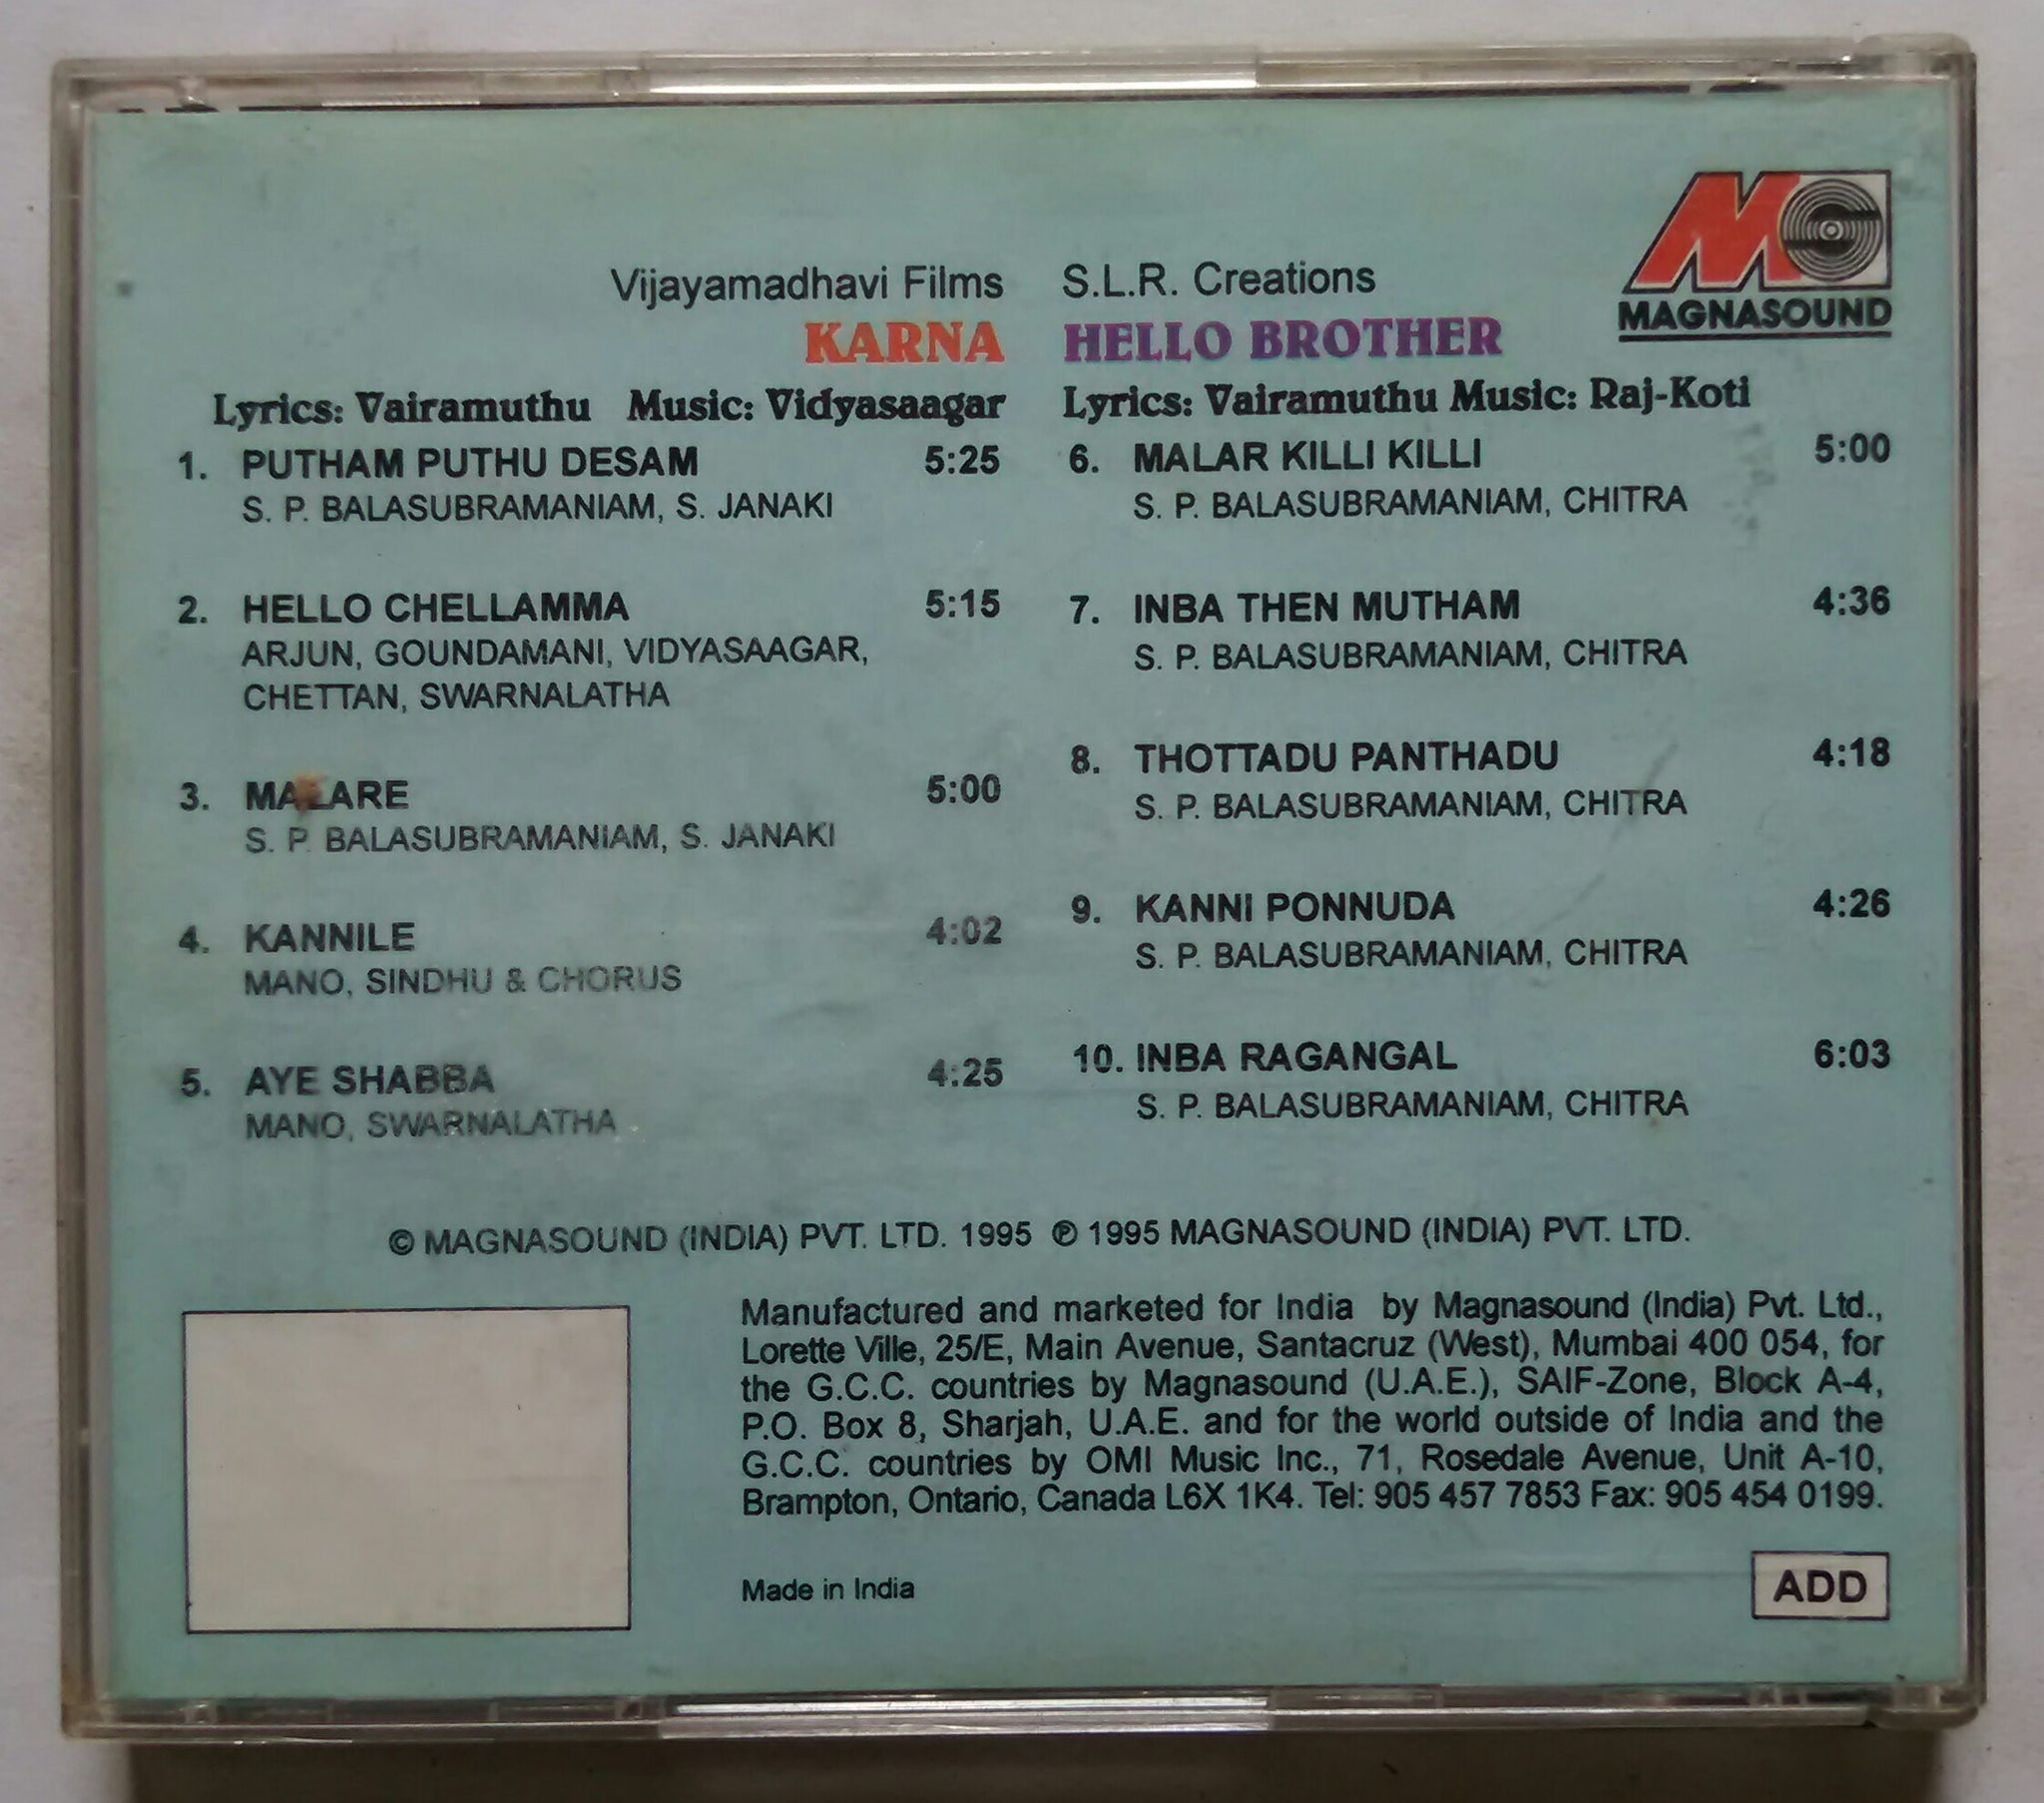 MAGNASOUND
Vijayamadhavi Films
KARNA
Lyrics: Vairamuthu Music: Vidyasaagar
1. PUTHAM PUTHU DESAM 5:25
S. P. BALASUBRAMANIAM, S. JANAKI
2. HELLO CHELLAMMA 5:15
ARJUN, GOUNDAMANI, VIDYASAAGAR,
CHETTAN, SWARNALATHA
3. MALARE 5:00
S. P. BALASUBRAMANIAM, S. JANAKI
4. KANNILE 4:02
MANO, SINDHU & CHORUS
5. AYE SHABBA 4:25
MANO, SWARNALATHA
S.L.R. Creations
HELLO BROTHER
Lyrics: Vairamuthu Music: Raj-Koti
6. MALAR KILLI KILLI 5:00
S. P. BALASUBRAMANIAM, CHITRA
7. INBA THEN MUTHAM 4:36
S. P. BALASUBRAMANIAM, CHITRA
8. THOTTADU PANTHADU 4:18
S. P. BALASUBRAMANIAM, CHITRA
9. KANNI PONNUDA 4:26
S. P. BALASUBRAMANIAM, CHITRA
10. INBA RAGANGAL 6:03
S. P. BALASUBRAMANIAM, CHITRA
© MAGNASOUND (INDIA) PVT. LTD. 1995 ℗ 1995 MAGNASOUND (INDIA) PVT. LTD.
Manufactured and marketed for India by Magnasound (India) Pvt. Ltd.,
Lorette Ville, 25/E, Main Avenue, Santacruz (West), Mumbai 400 054, for
the G.C.C. countries by Magnasound (U.A.E.), SAIF-Zone, Block A-4,
P.O. Box 8, Sharjah, U.A.E. and for the world outside of India and the
G.C.C. countries by OMI Music Inc., 71, Rosedale Avenue, Unit A-10,
Brampton, Ontario, Canada L6X 1K4. Tel: 905 457 7853 Fax: 905 454 0199.
Made in India
ADD